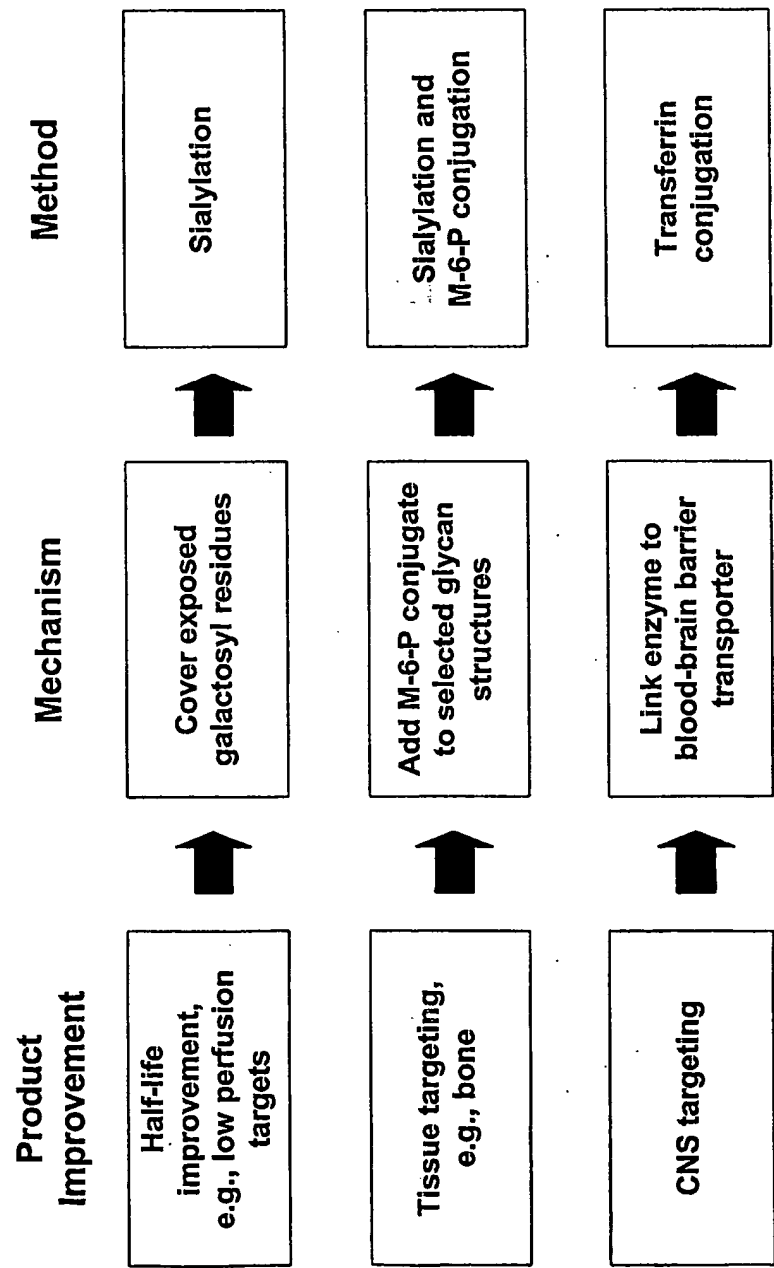 Product
Improvement
Mechanism
Method
Half-life
improvement,
e.g., low perfusion
targets
Cover exposed
galactosyl residues
Sialylation
Tissue targeting,
e.g., bone
Add M-6-P conjugate
to selected glycan
structures
Sialylation and
M-6-P conjugation
CNS targeting
Link enzyme to
blood-brain barrier
transporter
Transferrin
conjugation